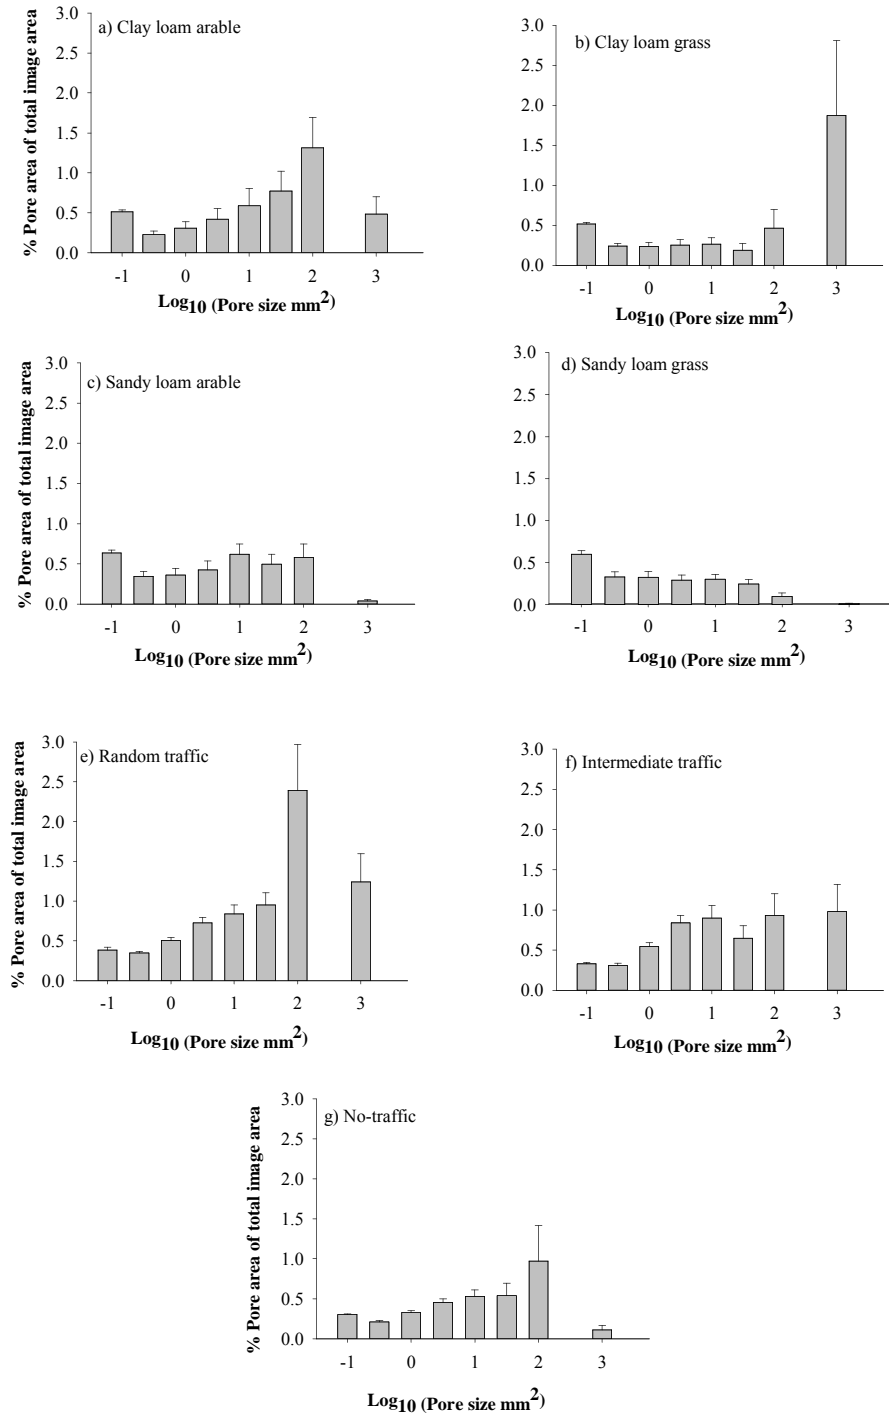 a) Clay loam arable
% Pore area of total image area
3.0
2.5
2.0
1.5
1.0
0.5
0.0
-1 0 1 2 3
Log10 (Pore size mm2)
b) Clay loam grass
3.0
2.5
2.0
1.5
1.0
0.5
0.0
-1 0 1 2 3
Log10 (Pore size mm2)
c) Sandy loam arable
% Pore area of total image area
3.0
2.5
2.0
1.5
1.0
0.5
0.0
-1 0 1 2 3
Log10 (Pore size mm2)
d) Sandy loam grass
3.0
2.5
2.0
1.5
1.0
0.5
0.0
-1 0 1 2 3
Log10 (Pore size mm2)
e) Random traffic
% Pore area of total image area
3.0
2.5
2.0
1.5
1.0
0.5
0.0
-1 0 1 2 3
Log10 (Pore size mm2)
f) Intermediate traffic
3.0
2.5
2.0
1.5
1.0
0.5
0.0
-1 0 1 2 3
Log10 (Pore size mm2)
g) No-traffic
% Pore area of total image area
3.0
2.5
2.0
1.5
1.0
0.5
0.0
-1 0 1 2 3
Log10 (Pore size mm2)